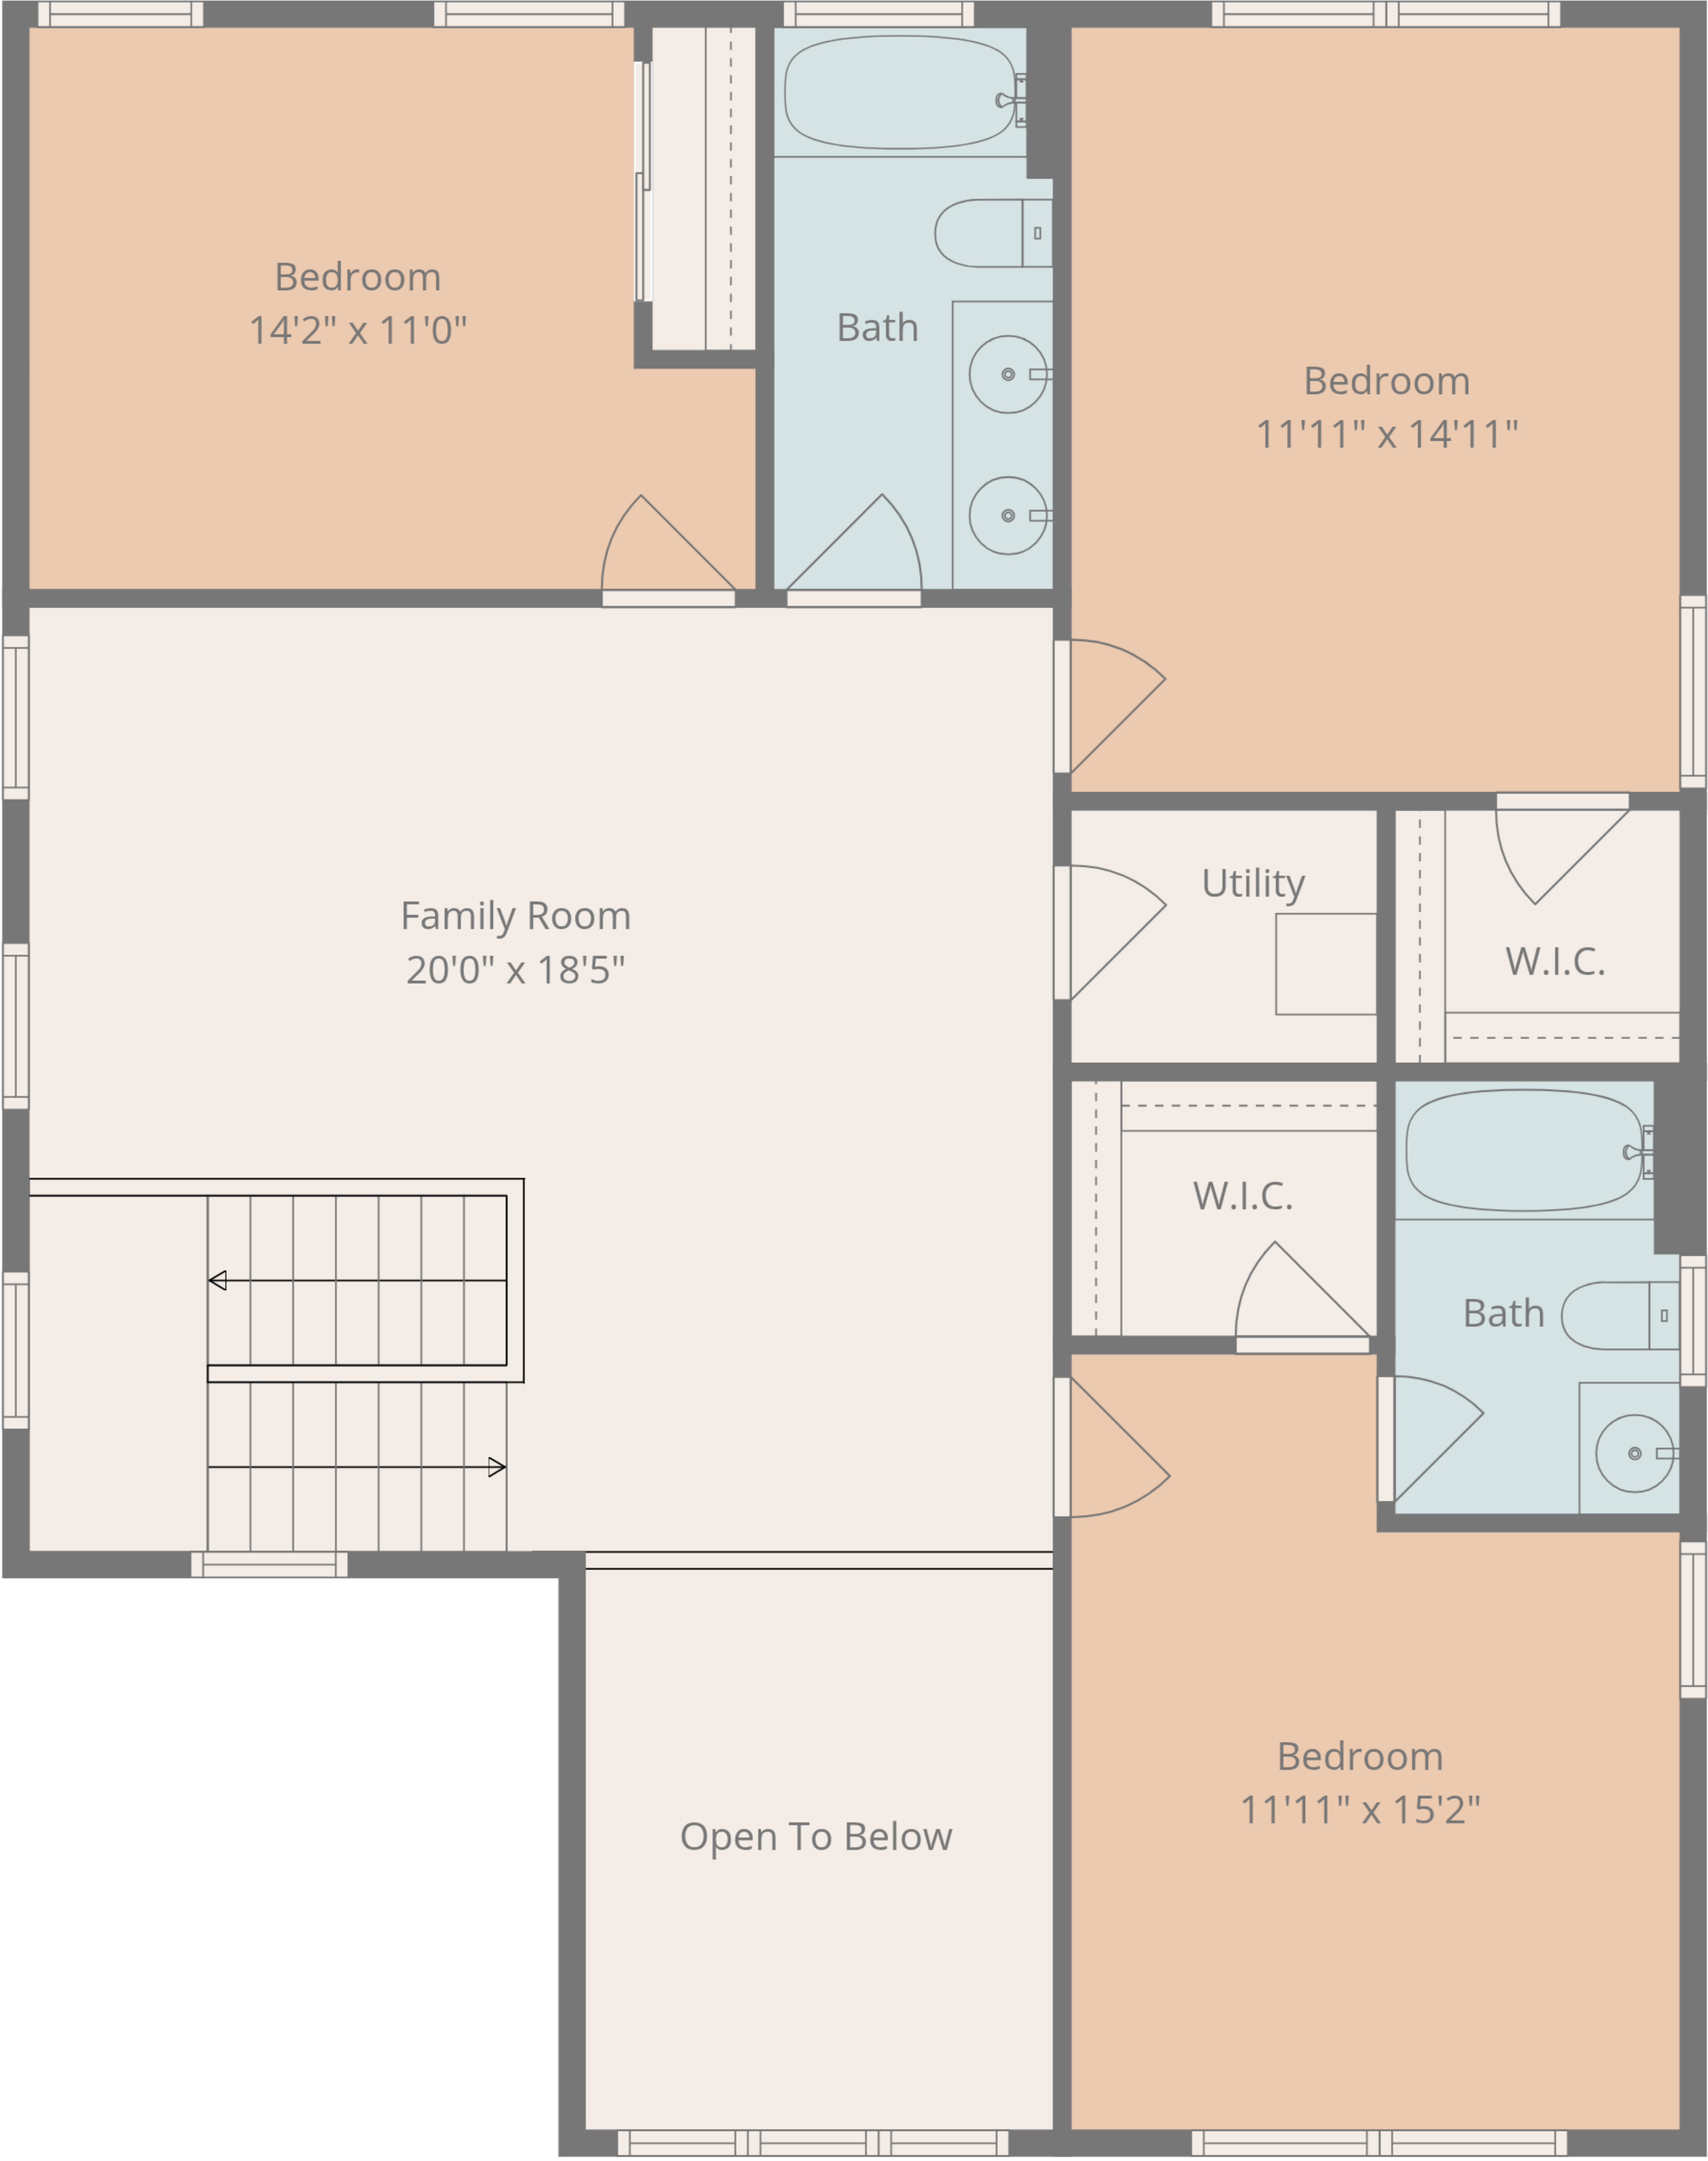 Bedroom
14'2" x 11'0"
Bath
Bedroom
11'11" x 14'11"
Family Room
20'0" x 18'5"
Utility
W.I.C.
W.I.C.
Bath
Bedroom
11'11" x 15'2"
Open To Below